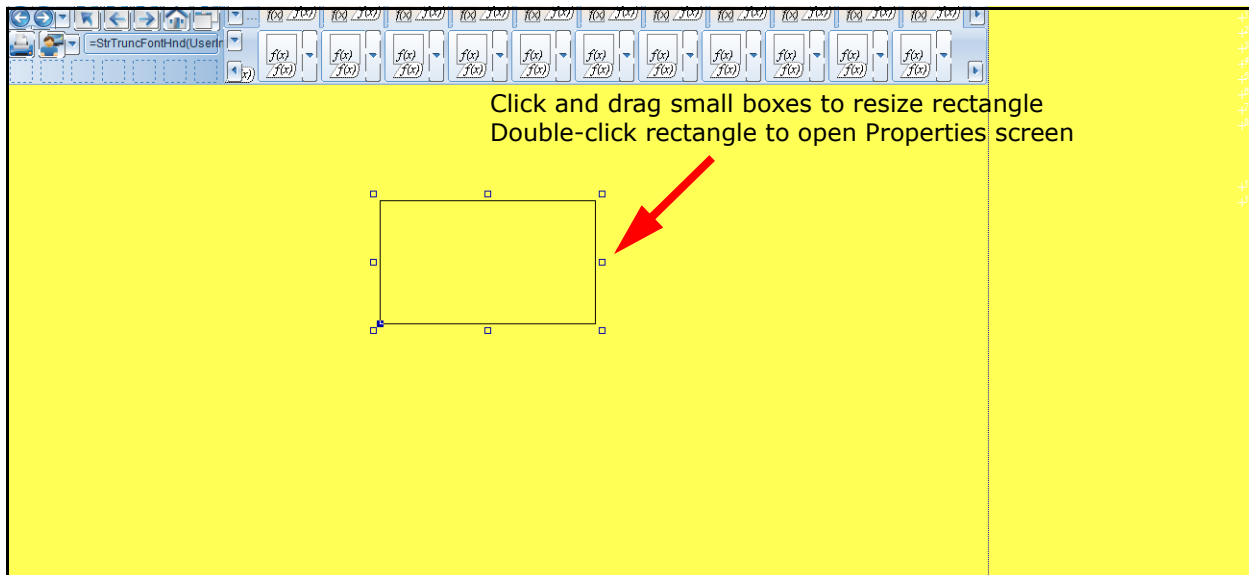 f(x) f(x) f(x) f(x) f(x) f(x) f(x) f(x) f(x) f(x) f(x) f(x) f(x) f(x) f(x) f(x) f(x) f(x) f(x) f(x) f(x) f(x)
=StrTruncFontHnd(UserIn
f(x) f(x) f(x) f(x) f(x) f(x) f(x) f(x) f(x) f(x)
x) f(x) f(x) f(x) f(x) f(x) f(x) f(x) f(x) f(x) f(x)
Click and drag small boxes to resize rectangle
Double-click rectangle to open Properties screen